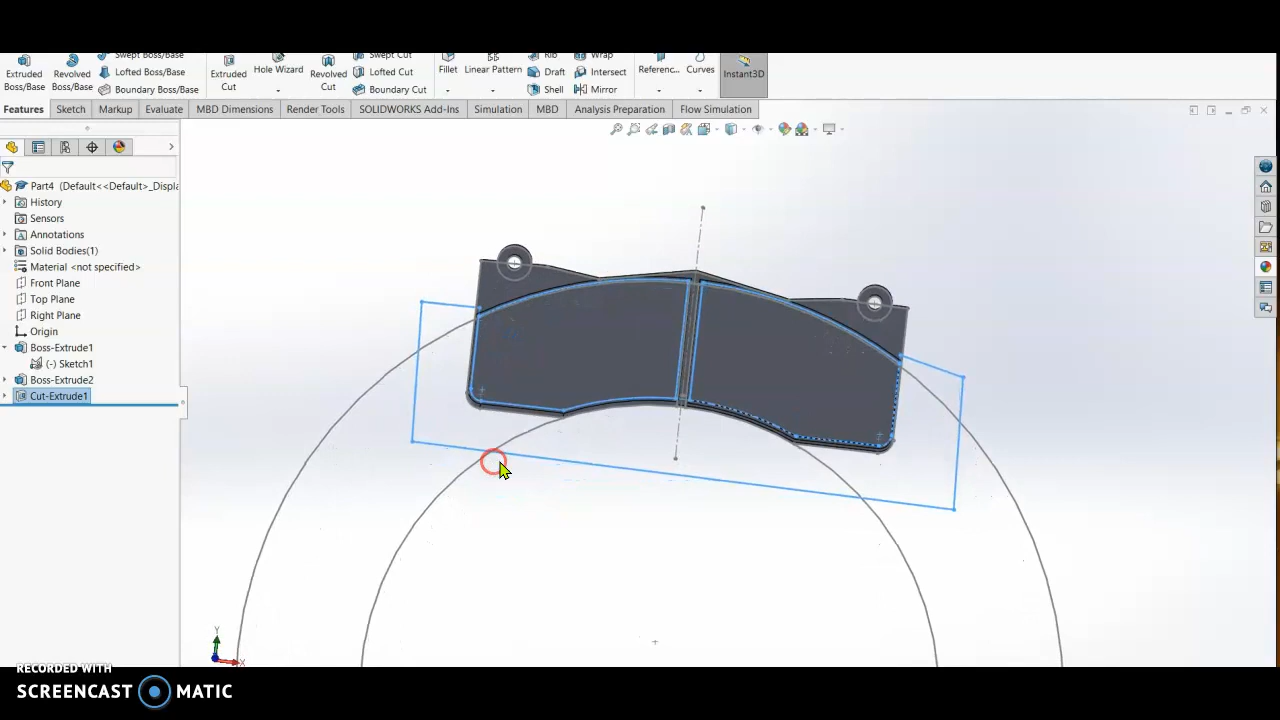 Swept Boss/Base
Lofted Boss/Base
Boundary Boss/Base
Extruded
Boss/Base
Revolved
Boss/Base
Extruded
Cut
Hole Wizard
Revolved
Cut
Swept Cut
Lofted Cut
Boundary Cut
Fillet
Linear Pattern
Rib
Draft
Shell
Wrap
Intersect
Mirror
Referenc...
Curves
Instant3D
Features Sketch Markup Evaluate MBD Dimensions Render Tools SOLIDWORKS Add-Ins Simulation MBD Analysis Preparation Flow Simulation
Part4 (Default<<Default>_Displa
History
Sensors
Annotations
Solid Bodies(1)
Material <not specified>
Front Plane
Top Plane
Right Plane
Origin
Boss-Extrude1
(-) Sketch1
Boss-Extrude2
Cut-Extrude1
Y
X
RECORDED WITH
SCREENCAST MATIC